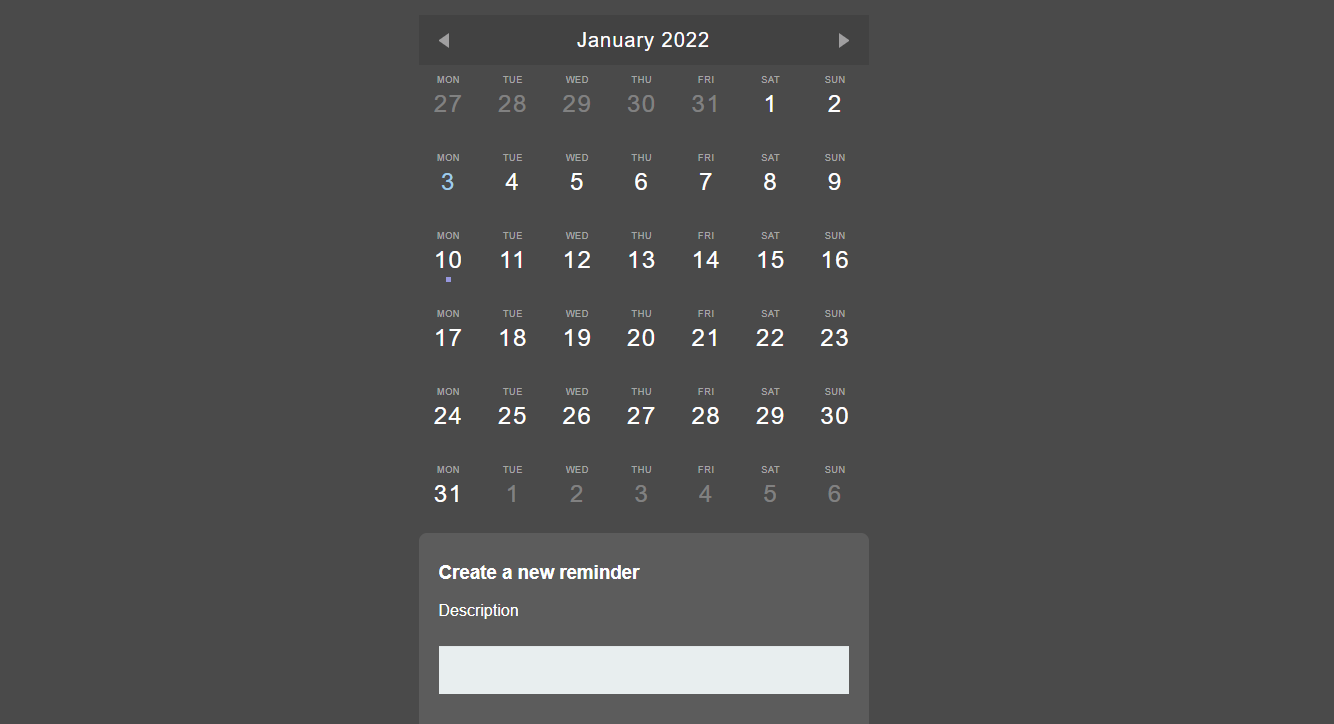 January 2022
MON TUE WED THU FRI SAT SUN
27 28 29 30 31 1 2
MON TUE WED THU FRI SAT SUN
3 4 5 6 7 8 9
MON TUE WED THU FRI SAT SUN
10 11 12 13 14 15 16
MON TUE WED THU FRI SAT SUN
17 18 19 20 21 22 23
MON TUE WED THU FRI SAT SUN
24 25 26 27 28 29 30
MON TUE WED THU FRI SAT SUN
31 1 2 3 4 5 6
Create a new reminder
Description